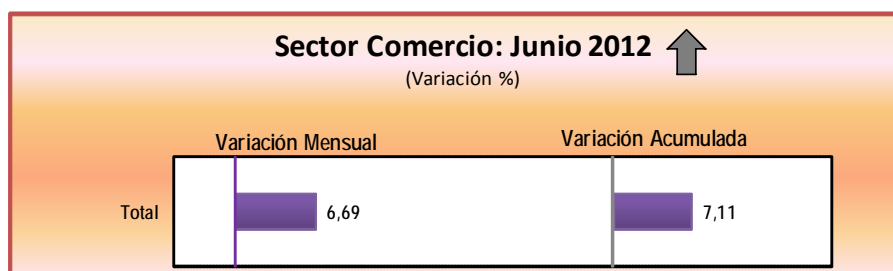 Sector Comercio: Junio 2012
(Variación %)
Variación Mensual Variación Acumulada
Total 6,69 7,11